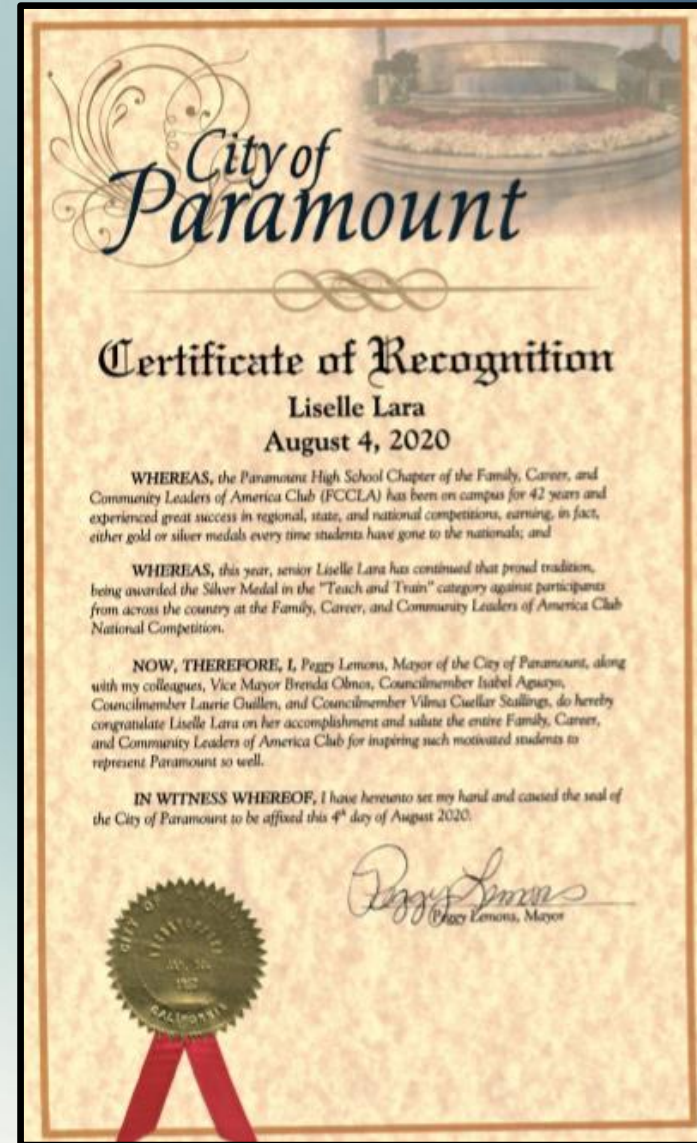 City of
Paramount
Certificate of Recognition
Liselle Lara
August 4, 2020
WHEREAS, the Paramount High School Chapter of the Family, Career, and
Community Leaders of America Club (FCCLA) has been on campus for 42 years and
experienced great success in regional, state, and national competitions, earning, in fact,
either gold or silver medals every time students have gone to the nationals; and
WHEREAS, this year, senior Liselle Lara has continued that proud tradition,
being awarded the Silver Medal in the "Teach and Train" category against participants
from across the country at the Family, Career, and Community Leaders of America Club
National Competition.
NOW, THEREFORE, I, Peggy Lemons, Mayor of the City of Paramount, along
with my colleagues, Vice Mayor Brenda Olmos, Councilmember Isabel Aguayo,
Councilmember Laurie Guillen, and Councilmember Vilma Cuellar Stallings, do hereby
congratulate Liselle Lara on her accomplishment and salute the entire Family, Career,
and Community Leaders of America Club for inspiring such motivated students to
represent Paramount so well.
IN WITNESS WHEREOF, I have hereunto set my hand and caused the seal of
the City of Paramount to be affixed this 4th day of August 2020.
Peggy Lemons
Peggy Lemons, Mayor
CITY OF
CALIFORNIA